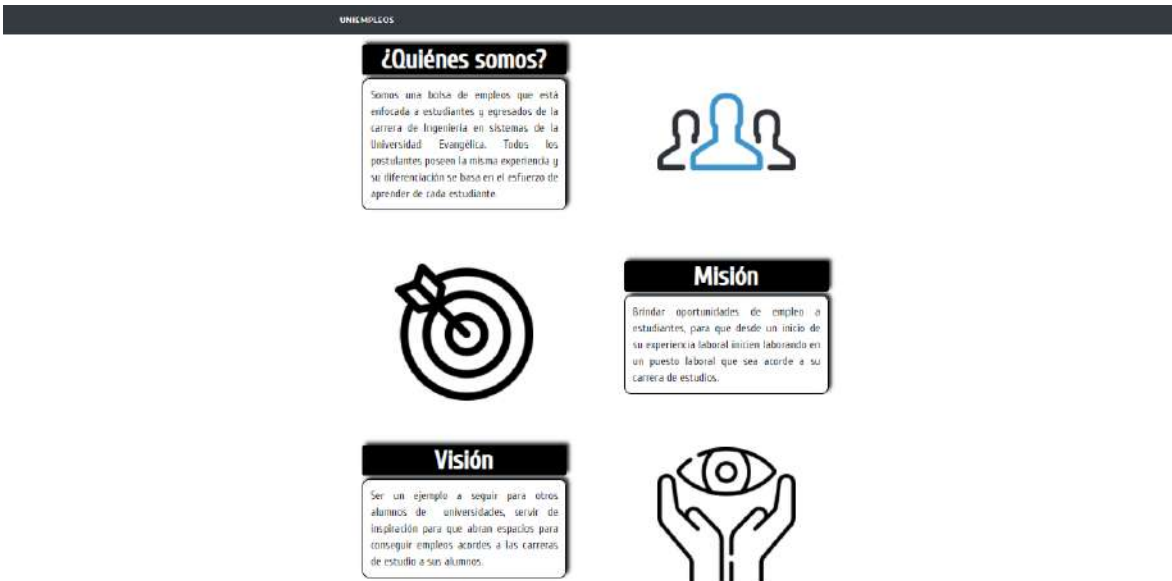 UNIEMPLEOS
¿Quiénes somos?
Somos una bolsa de empleos que está
enfocada a estudiantes y egresados de la
carrera de Ingeniería en sistemas de la
Universidad Evangélica. Todos los
postulantes poseen la misma experiencia y
su diferenciación se basa en el esfuerzo de
aprender de cada estudiante.
Misión
Brindar oportunidades de empleo a
estudiantes, para que desde un inicio de
su experiencia laboral inicien laborando en
un puesto laboral que sea acorde a su
carrera de estudios.
Visión
Ser un ejemplo a seguir para otros
alumnos de universidades, servir de
inspiración para que abran espacios para
conseguir empleos acordes a las carreras
de estudio a sus alumnos.